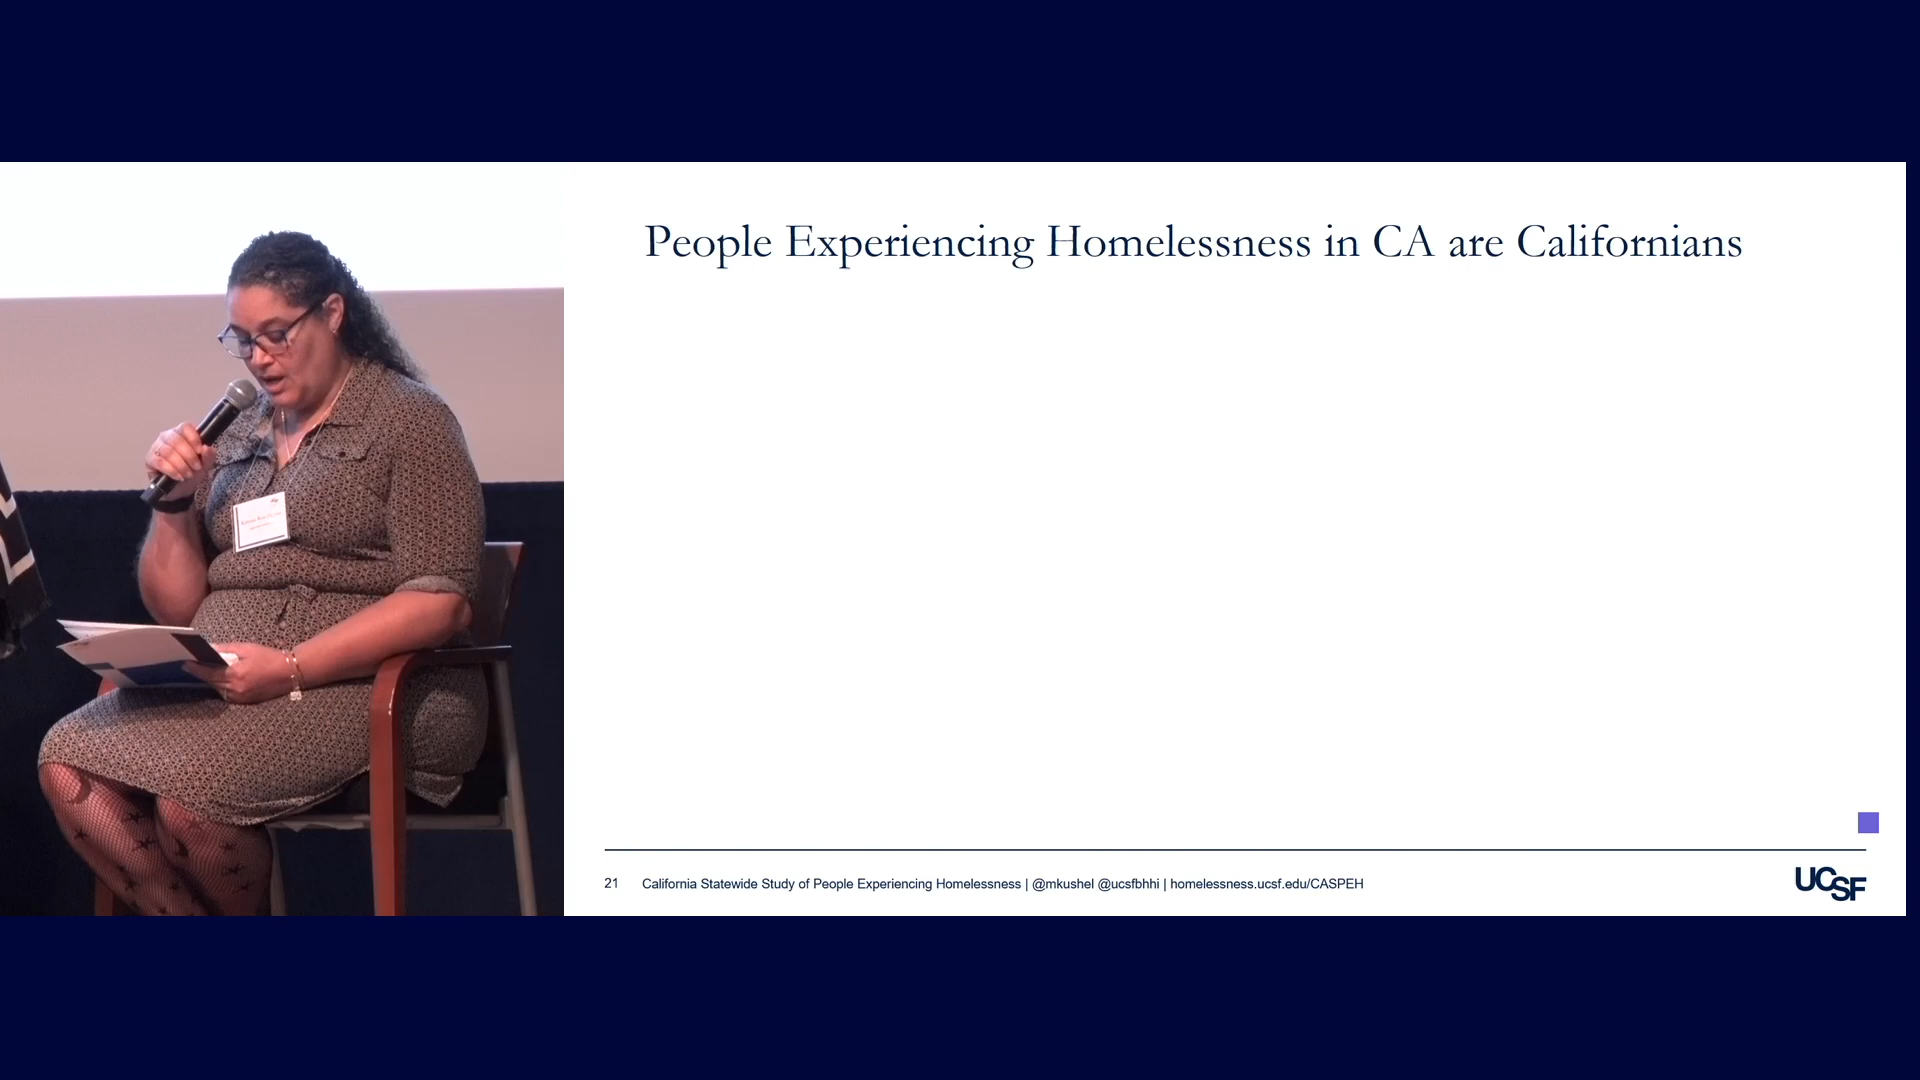 People Experiencing Homelessness in CA are Californians
21 California Statewide Study of People Experiencing Homelessness | @mkushel @ucsfbhhi | homelessness.ucsf.edu/CASPEH
UCSF